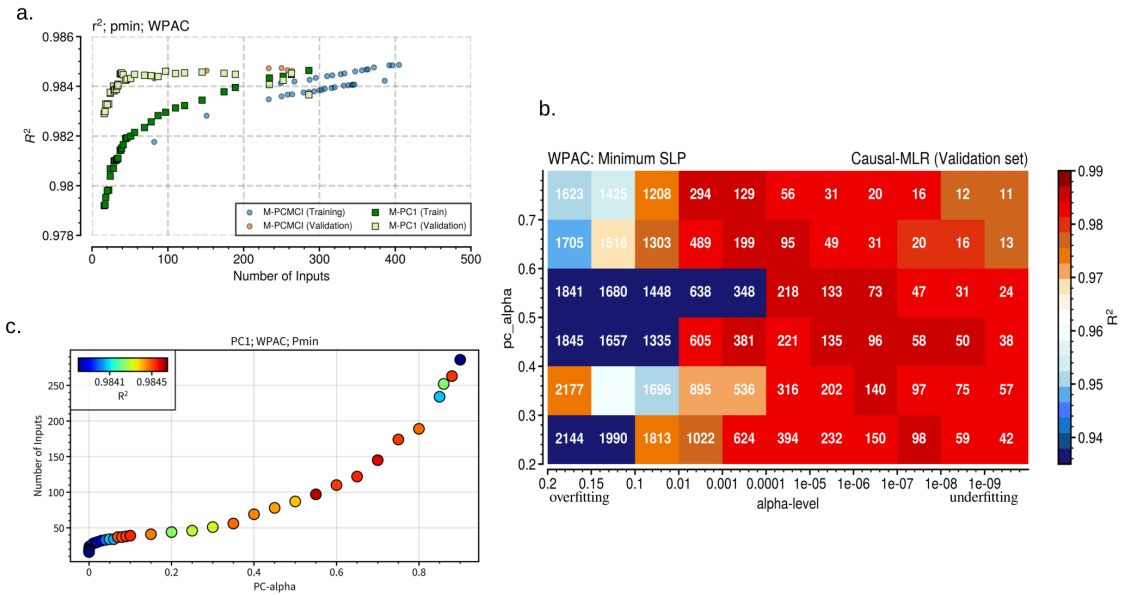 a.
r²; pmin; WPAC
0.986
0.984
0.982
0.98
0.978
R²
0 100 200 300 400 500
Number of Inputs
M-PCMCI (Training)
M-PCMCI (Validation)
M-PC1 (Train)
M-PC1 (Validation)
b.
WPAC: Minimum SLP Causal-MLR (Validation set)
1623 1425 1208 294 129 56 31 20 16 12 11
1705 1516 1303 489 199 95 49 31 20 16 13
1841 1680 1448 638 348 218 133 73 47 31 24
1845 1657 1335 605 381 221 135 96 58 50 38
2177 1696 895 536 316 202 140 97 75 57
2144 1990 1813 1022 624 394 232 150 98 59 42
0.7
0.6
0.5
0.4
0.3
0.2
pc_alpha
0.2 0.15 0.1 0.01 0.001 0.0001 1e-05 1e-06 1e-07 1e-08 1e-09
overfitting alpha-level underfitting
0.99
0.98
0.97
0.96
0.95
0.94
R²
c.
PC1; WPAC; Pmin
0.9841 0.9845
R²
250
200
150
100
50
Number of Inputs
0 0.2 0.4 0.6 0.8
PC-alpha